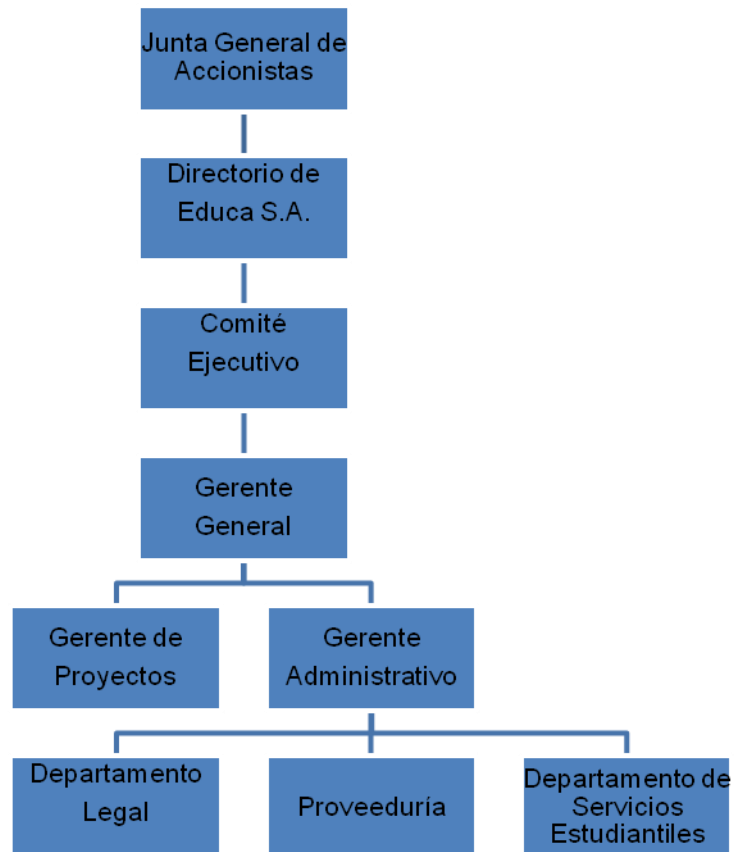 Junta General de
Accionistas
Directorio de
Educa S.A.
Comité
Ejecutivo
Gerente
General
Gerente de
Proyectos
Gerente
Administrativo
Departamento
Legal
Proveeduría
Departamento de
Servicios
Estudiantiles